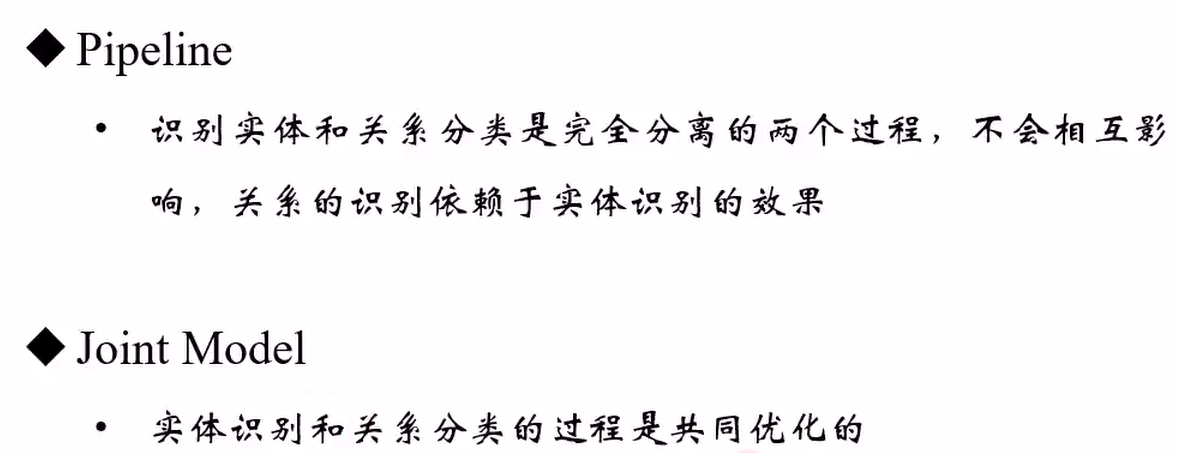 ◆ Pipeline
• 识别实体和关系分类是完全分离的两个过程，不会相互影
响，关系的识别依赖于实体识别的效果
◆ Joint Model
• 实体识别和关系分类的过程是共同优化的